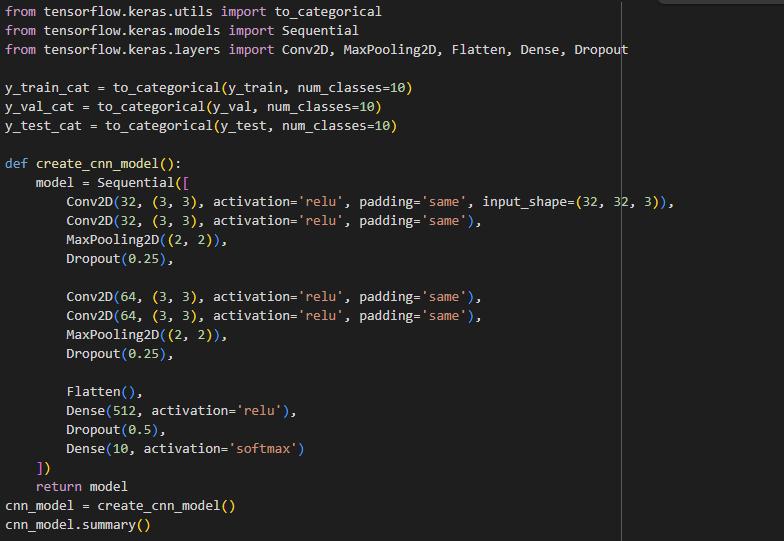 from tensorflow.keras.utils import to_categorical
from tensorflow.keras.models import Sequential
from tensorflow.keras.layers import Conv2D, MaxPooling2D, Flatten, Dense, Dropout

y_train_cat = to_categorical(y_train, num_classes=10)
y_val_cat = to_categorical(y_val, num_classes=10)
y_test_cat = to_categorical(y_test, num_classes=10)

def create_cnn_model():
    model = Sequential([
        Conv2D(32, (3, 3), activation='relu', padding='same', input_shape=(32, 32, 3)),
        Conv2D(32, (3, 3), activation='relu', padding='same'),
        MaxPooling2D((2, 2)),
        Dropout(0.25),

        Conv2D(64, (3, 3), activation='relu', padding='same'),
        Conv2D(64, (3, 3), activation='relu', padding='same'),
        MaxPooling2D((2, 2)),
        Dropout(0.25),

        Flatten(),
        Dense(512, activation='relu'),
        Dropout(0.5),
        Dense(10, activation='softmax')
    ])
    return model
cnn_model = create_cnn_model()
cnn_model.summary()